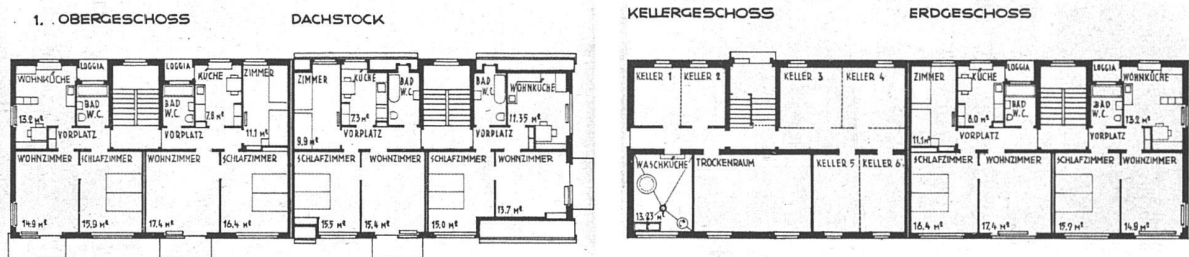 1. OBERGESCHOSS
DACHSTOCK
WOHNKÜCHE
13.2 M²
LOGGIA
BAD W.C.
VORPLATZ
WOHNZIMMER
14.9 M²
SCHLAFZIMMER
15.9 M²
LOGGIA
BAD W.C.
KÜCHE
7.8 M²
ZIMMER
11.1 M²
VORPLATZ
WOHNZIMMER
17.4 M²
SCHLAFZIMMER
16.4 M²
ZIMMER
9.9 M²
KÜCHE
7.3 M²
BAD W.C.
VORPLATZ
SCHLAFZIMMER
15.5 M²
WOHNZIMMER
15.4 M²
BAD W.C.
WOHNKÜCHE
11.35 M²
VORPLATZ
SCHLAFZIMMER
15.0 M²
WOHNZIMMER
13.7 M²
KELLERGESCHOSS
ERDGESCHOSS
KELLER 1
KELLER 2
KELLER 3
KELLER 4
WASCHKÜCHE
13.23 M²
TROCKENRAUM
KELLER 5
KELLER 6
ZIMMER
11.1 M²
KÜCHE
8.0 M²
LOGGIA
BAD W.C.
VORPLATZ
SCHLAFZIMMER
16.4 M²
WOHNZIMMER
17.4 M²
LOGGIA
BAD W.C.
WOHNKÜCHE
13.2 M²
VORPLATZ
SCHLAFZIMMER
15.9 M²
WOHNZIMMER
14.9 M²